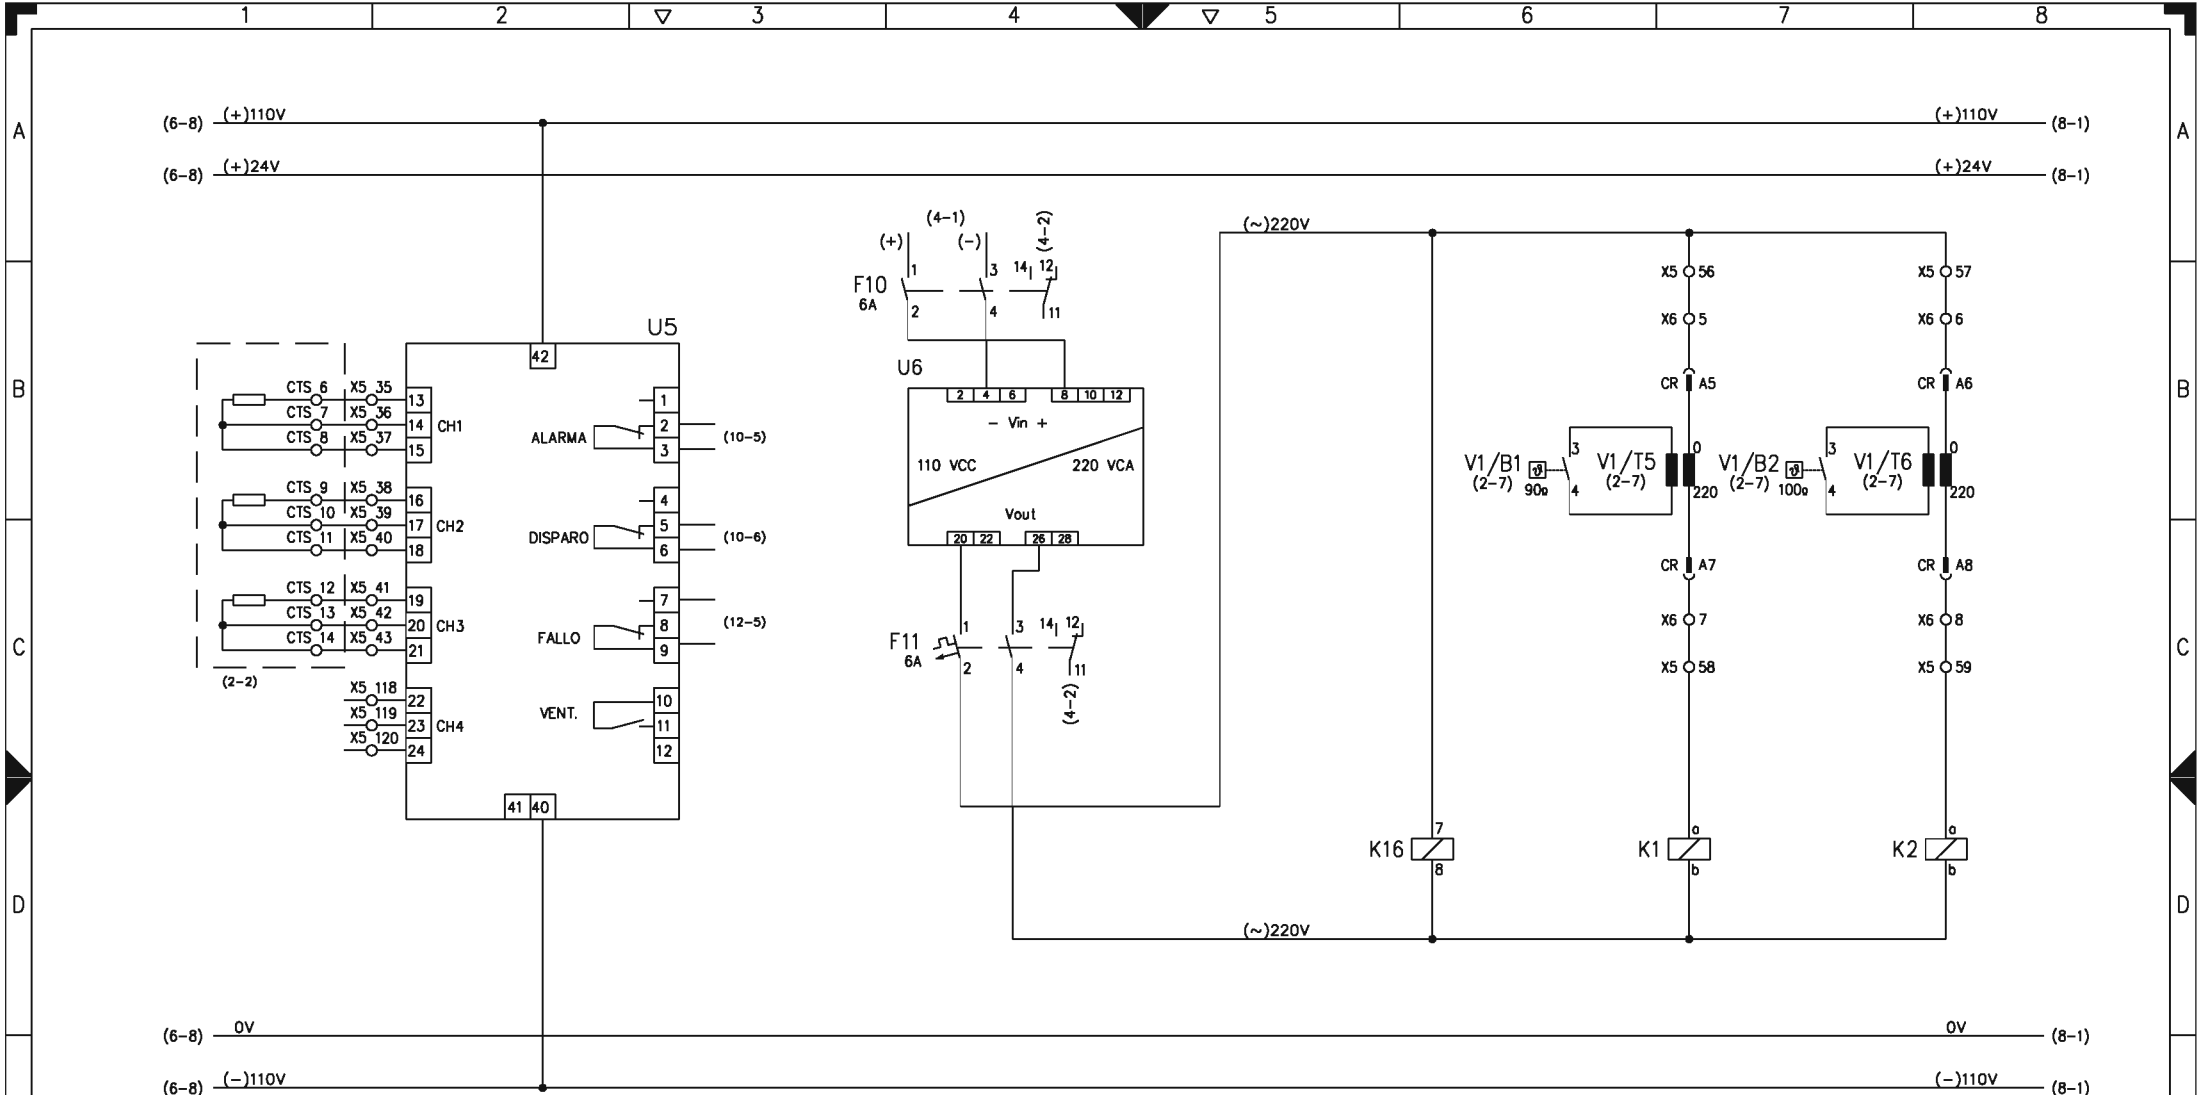 1 2 3 4 5 6 7 8
A A
(6-8) (+)110V (+)110V (8-1)
(6-8) (+)24V (+)24V (8-1)
(4-1)
(+) (-) (4-2)
1 3 14 12
F10
6A
2 4 11
(~)220V
X5 56 X5 57
X6 5 X6 6
CR A5 CR A6
B B
U5
42
CTS 6 X5 35 13
CTS 7 X5 36 14 CH1
CTS 8 X5 37 15
CTS 9 X5 38 16
CTS 10 X5 39 17 CH2
CTS 11 X5 40 18
CTS 12 X5 41 19
CTS 13 X5 42 20 CH3
CTS 14 X5 43 21
(2-2)
X5 118 22
X5 119 23 CH4
X5 120 24
41 40
1
ALARMA 2 (10-5)
3
4
DISPARO 5 (10-6)
6
7
FALLO 8 (12-5)
9
VENT. 10
11
12
U6
2 4 6 8 10 12
- Vin +
110 VCC 220 VCA
Vout
20 22 26 28
F11
6A
1 3 14 12
2 4 11
(4-2)
V1/B1 (2-7) 90º 3 4
V1/T5 (2-7) 0 220
V1/B2 (2-7) 100º 3 4
V1/T6 (2-7) 0 220
CR A7 CR A8
X6 7 X6 8
X5 58 X5 59
C C
K16 7 8
K1 a b
K2 a b
D D
(~)220V
(6-8) 0V 0V (8-1)
(6-8) (-)110V (-)110V (8-1)